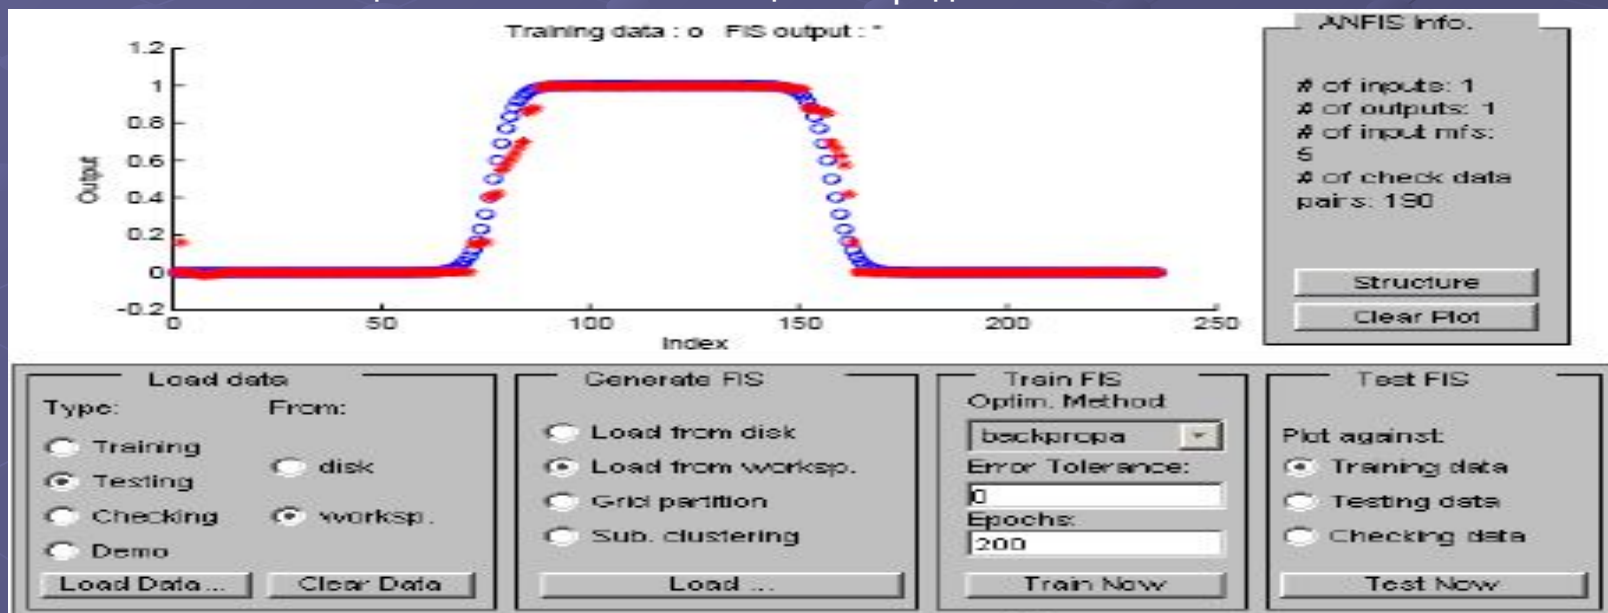 Training data : o FIS output : *
1.2
1
0.8
0.6
0.4
0.2
0
-0.2
Output
0 50 100 150 200 250
Index
ANFIS Info.
# of inputs: 1
# of outputs: 1
# of input mfs:
5
# of check data
pairs: 190
Structure
Clear Plot
Load data
Type: From:
Training
Testing
Checking
Demo
disk
worksp.
Load Data... Clear Data
Generate FIS
Load from disk
Load from worksp.
Grid partition
Sub. clustering
Load ...
Train FIS
Optim. Method:
backpropa
Error Tolerance:
0
Epochs:
200
Train Now
Test FIS
Plot against:
Training data
Testing data
Checking data
Test Now